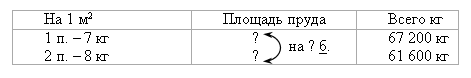 На 1 м² Площадь пруда Всего кг
1 п. – 7 кг ? 67 200 кг
на ? б.
2 п. – 8 кг ? 61 600 кг